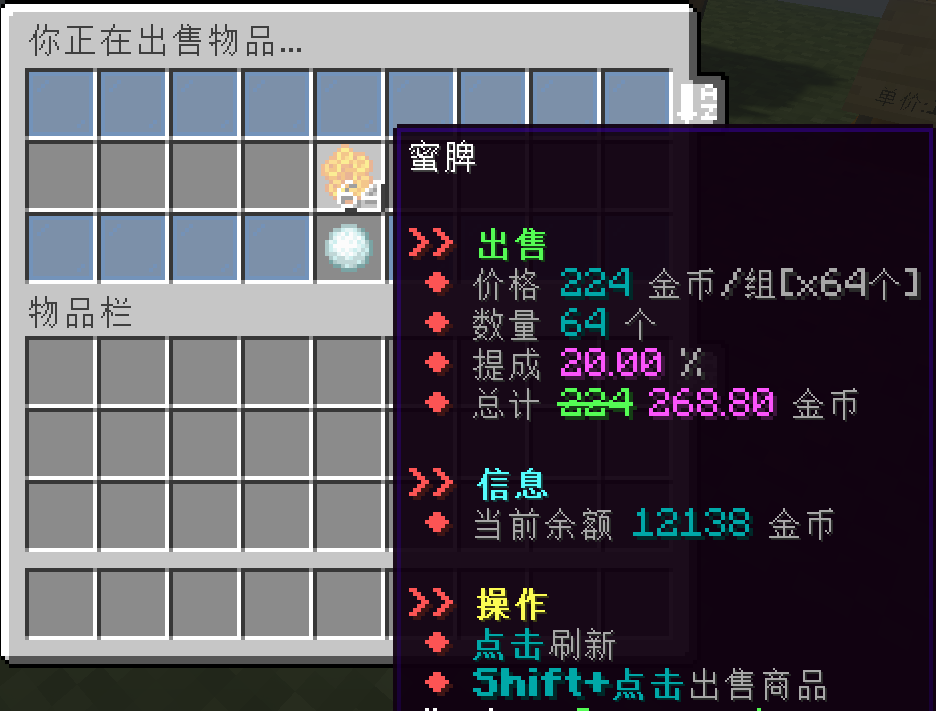 你正在出售物品...
A
Z
单价:
64
蜜脾
>> 出售
价格 224 金币/组[x64个]
数量 64 个
提成 20.00 %
总计 224 268.80 金币
物品栏
>> 信息
当前余额 12138 金币
>> 操作
点击刷新
Shift+点击出售商品